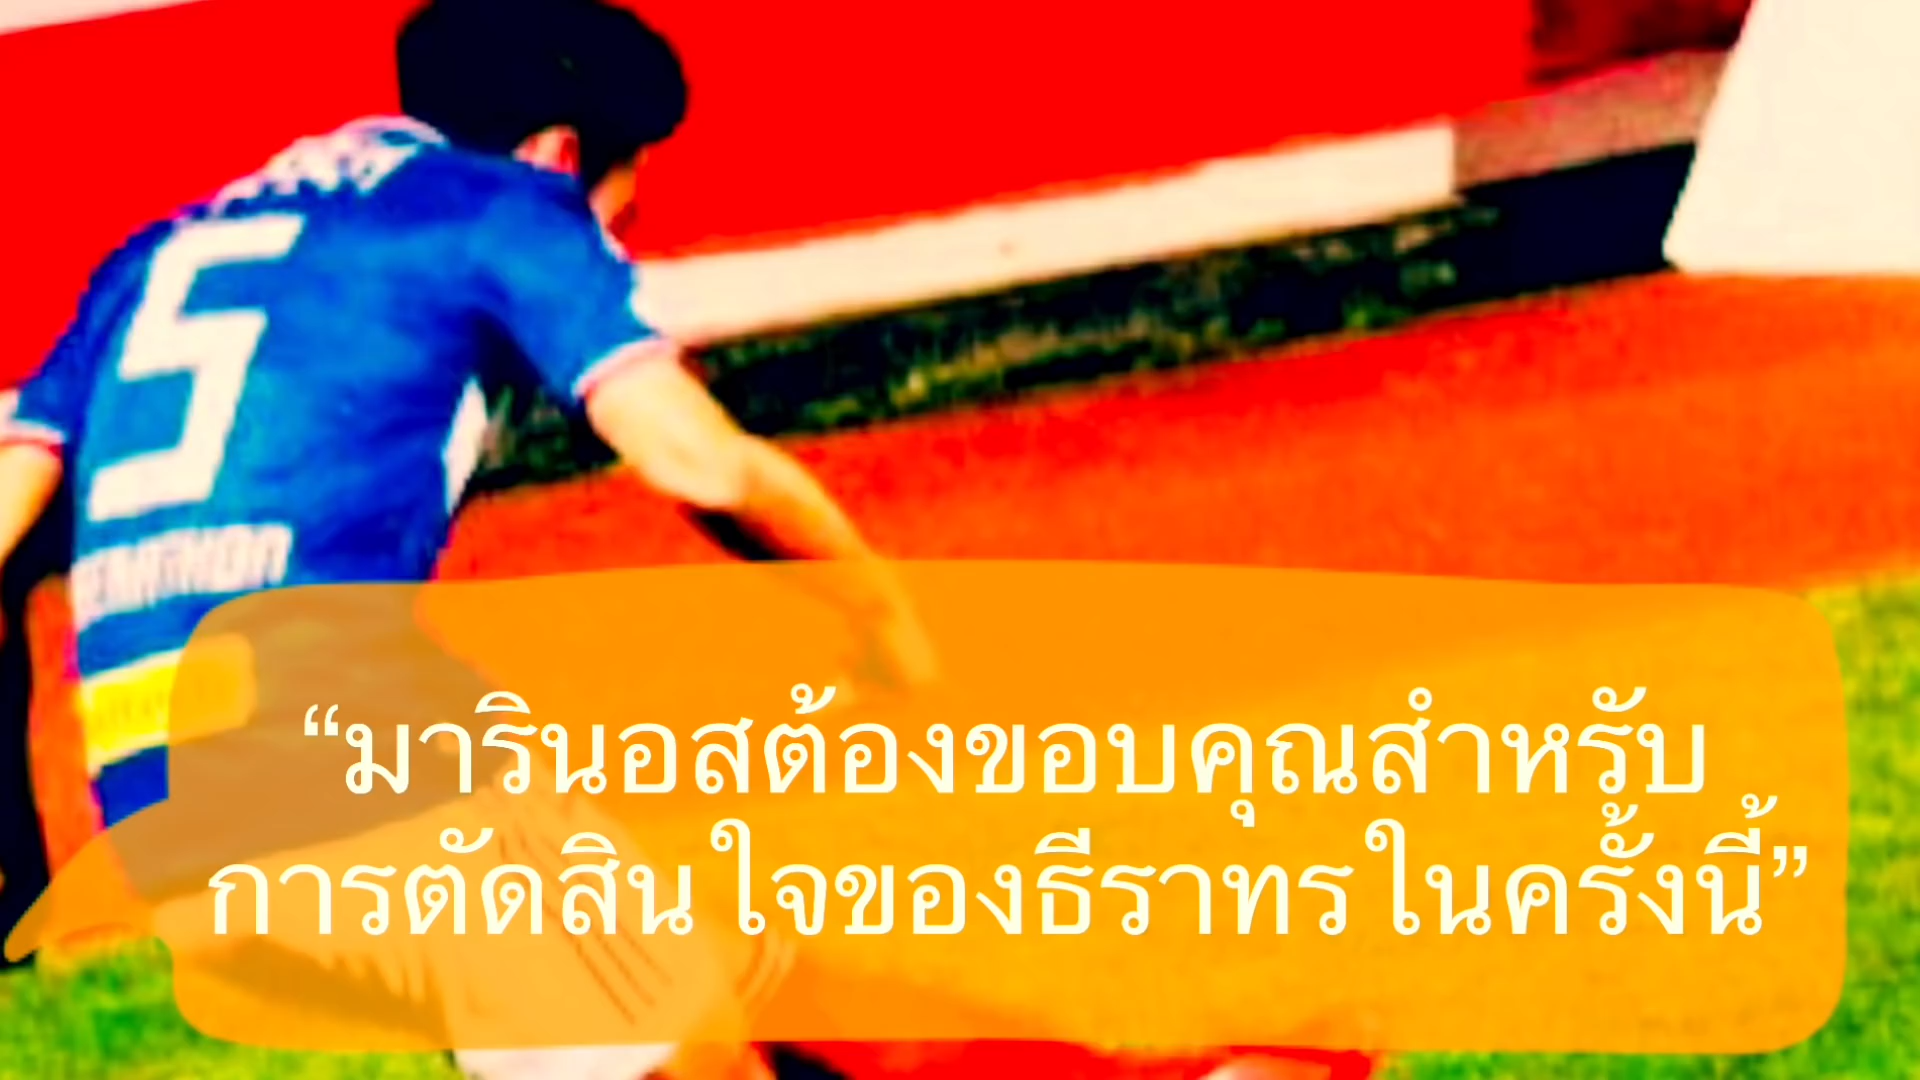 5
“มารินอสต้องขอบคุณสำหรับ
การตัดสินใจของธีราทรในครั้งนี้”